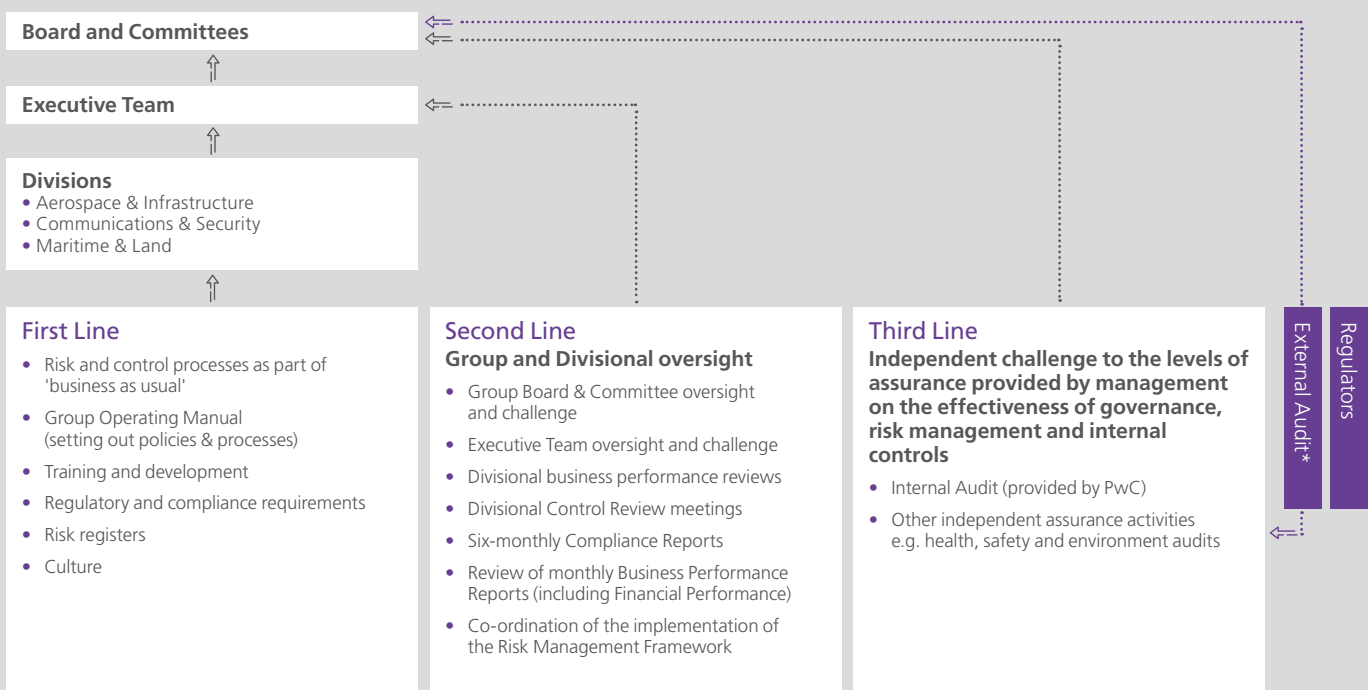 Board and Committees
Executive Team
Divisions
• Aerospace & Infrastructure
• Communications & Security
• Maritime & Land
First Line
• Risk and control processes as part of
'business as usual'
• Group Operating Manual
(setting out policies & processes)
• Training and development
• Regulatory and compliance requirements
• Risk registers
• Culture
Second Line
Group and Divisional oversight
• Group Board & Committee oversight
and challenge
• Executive Team oversight and challenge
• Divisional business performance reviews
• Divisional Control Review meetings
• Six-monthly Compliance Reports
• Review of monthly Business Performance
Reports (including Financial Performance)
• Co-ordination of the implementation of
the Risk Management Framework
Third Line
Independent challenge to the levels of
assurance provided by management
on the effectiveness of governance,
risk management and internal
controls
• Internal Audit (provided by PwC)
• Other independent assurance activities
e.g. health, safety and environment audits
External Audit*
Regulators